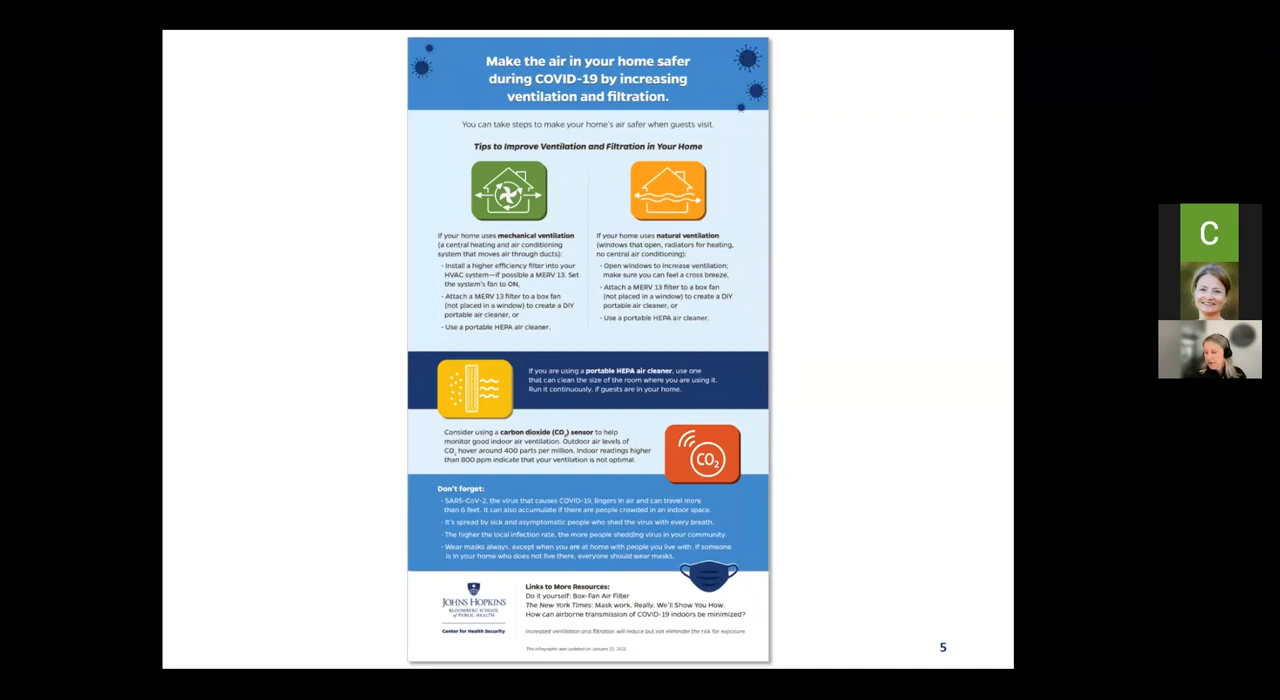 Make the air in your home safer
during COVID-19 by increasing
ventilation and filtration.
You can take steps to make your home's air safer when guests visit.
Tips to Improve Ventilation and Filtration in Your Home
If your home uses mechanical ventilation
(a central heating and air conditioning
system that moves air through ducts):
· Install a higher efficiency filter into your
HVAC system—if possible a MERV 13. Set
the system's fan to ON,
· Attach a MERV 13 filter to a box fan
(not placed in a window) to create a DIY
portable air cleaner, or
· Use a portable HEPA air cleaner.
If your home uses natural ventilation
(windows that open, radiators for heating,
no central air conditioning):
· Open windows to increase ventilation;
make sure you can feel a cross breeze,
· Attach a MERV 13 filter to a box fan
(not placed in a window) to create a DIY
portable air cleaner, or
· Use a portable HEPA air cleaner.
If you are using a portable HEPA air cleaner, use one
that can clean the size of the room where you are using it.
Run it continuously, if guests are in your home.
Consider using a carbon dioxide (CO2) sensor to help
monitor good indoor air ventilation. Outdoor air levels of
CO2 hover around 400 parts per million. Indoor readings higher
than 800 ppm indicate that your ventilation is not optimal.
CO2
Don't forget:
· SARS-CoV-2, the virus that causes COVID-19, lingers in air and can travel more
than 6 feet. It can also accumulate if there are people crowded in an indoor space.
· It's spread by sick and asymptomatic people who shed the virus with every breath.
· The higher the local infection rate, the more people shedding virus in your community.
· Wear masks always, except when you are at home with people you live with. If someone
is in your home who does not live there, everyone should wear masks.
JOHNS HOPKINS
BLOOMBERG SCHOOL
of PUBLIC HEALTH
Center for Health Security
Links to More Resources:
Do it yourself: Box-Fan Air Filter
The New York Times: Mask work. Really. We'll Show You How.
How can airborne transmission of COVID-19 indoors be minimized?
Increased ventilation and filtration will reduce but not eliminate the risk for exposure.
This infographic was updated on January 22, 2021
5
C